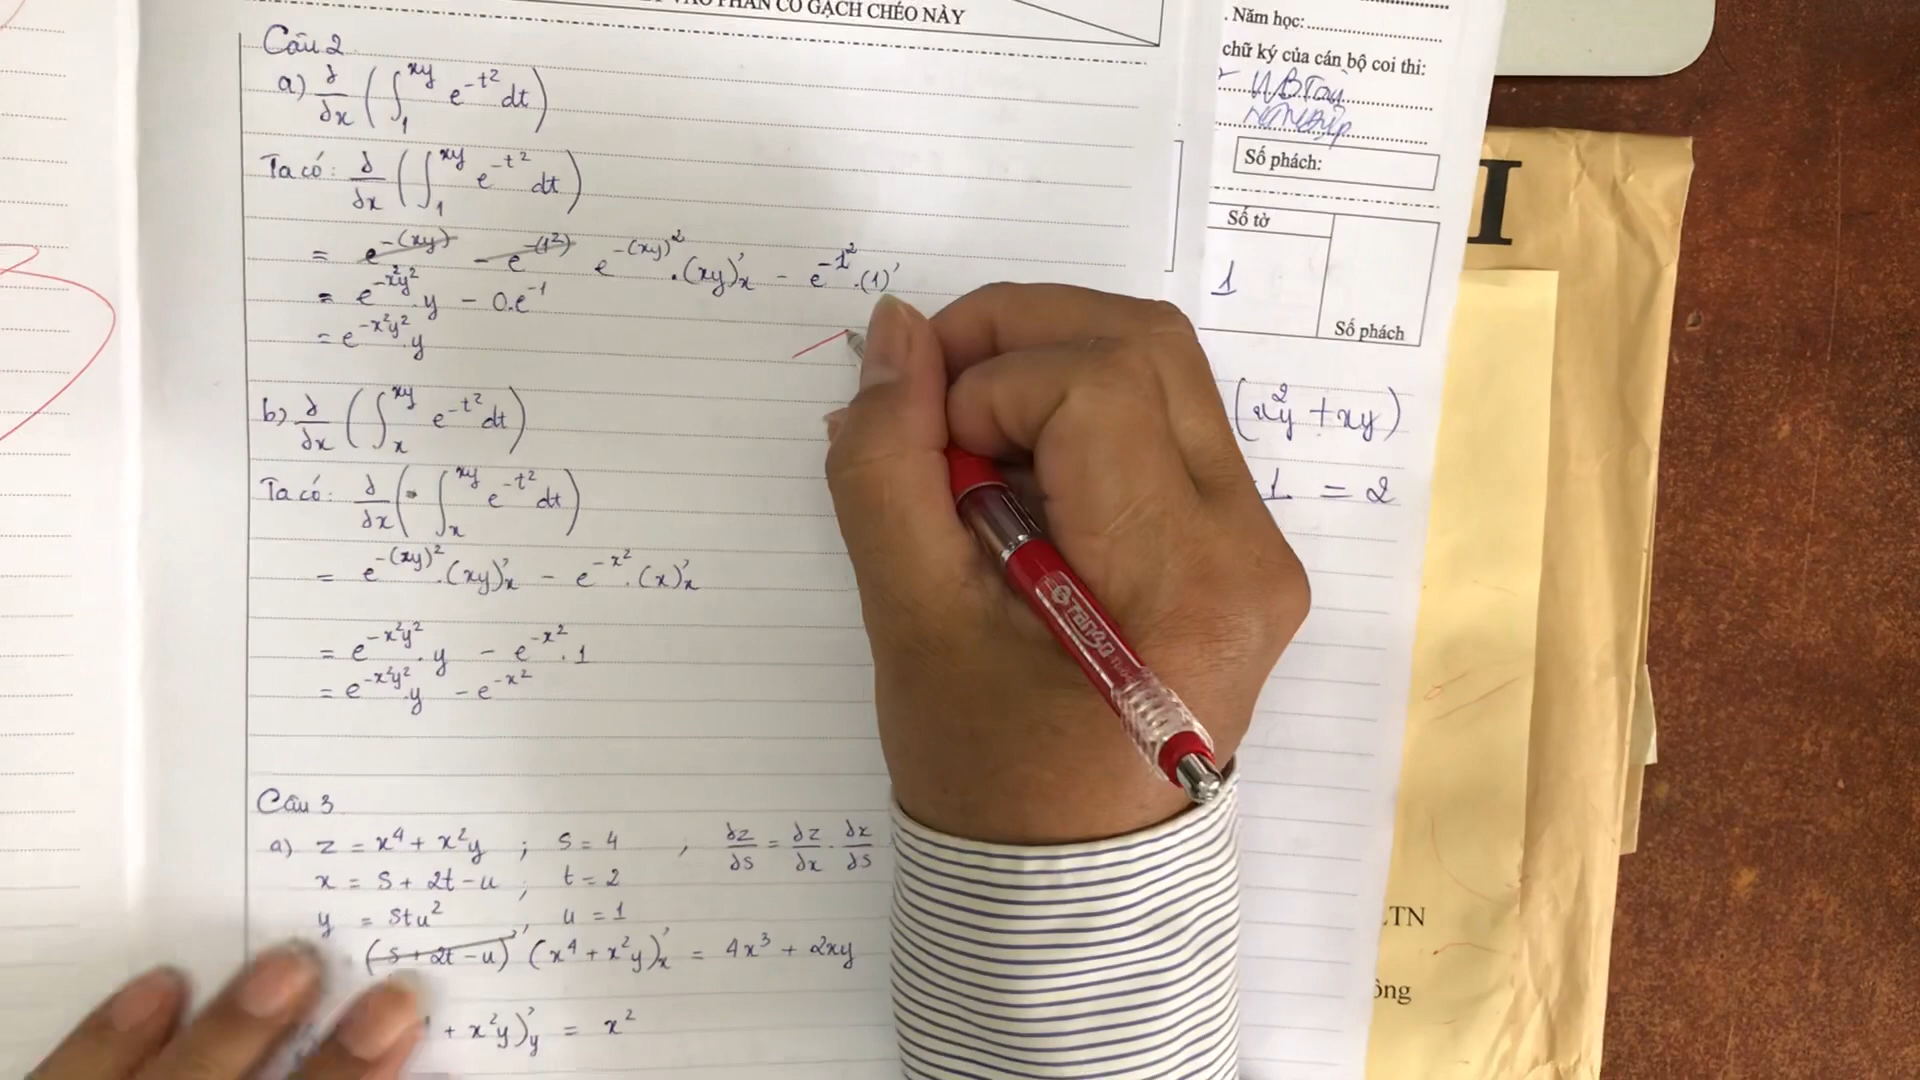 VÀO PHẦN CÓ GẠCH CHÉO NÀY
Câu 2
a) ∂/∂x (∫₁^{xy} e^{-t²} dt)
Ta có: ∂/∂x (∫₁^{xy} e^{-t²} dt)
= e^{-(xy)} - e^{-(1²)} e^{-(xy)²}.(xy)'ₓ - e^{-1²}.(1)'
= e^{-x²y²}.y - 0.e^{-1}
= e^{-x²y²}.y
b) ∂/∂x (∫ₓ^{xy} e^{-t²} dt)
Ta có: ∂/∂x (∫ₓ^{xy} e^{-t²} dt)
= e^{-(xy)²}.(xy)'ₓ - e^{-x²}.(x)'ₓ
= e^{-x²y²}.y - e^{-x²}.1
= e^{-x²y²}.y - e^{-x²}
Câu 3
a) z = x⁴ + x²y ; s = 4 , ∂z/∂s = ∂z/∂x . ∂x/∂s
x = s + 2t - u ; t = 2
y = stu² , u = 1
(s + 2t - u)' (x⁴ + x²y)'ₓ = 4x³ + 2xy
+ x²y)'_y = x²
. Năm học:
chữ ký của cán bộ coi thi:
Số phách:
Số tờ
1
Số phách
(x²y + xy)
1 = 2
I
LTN
ông